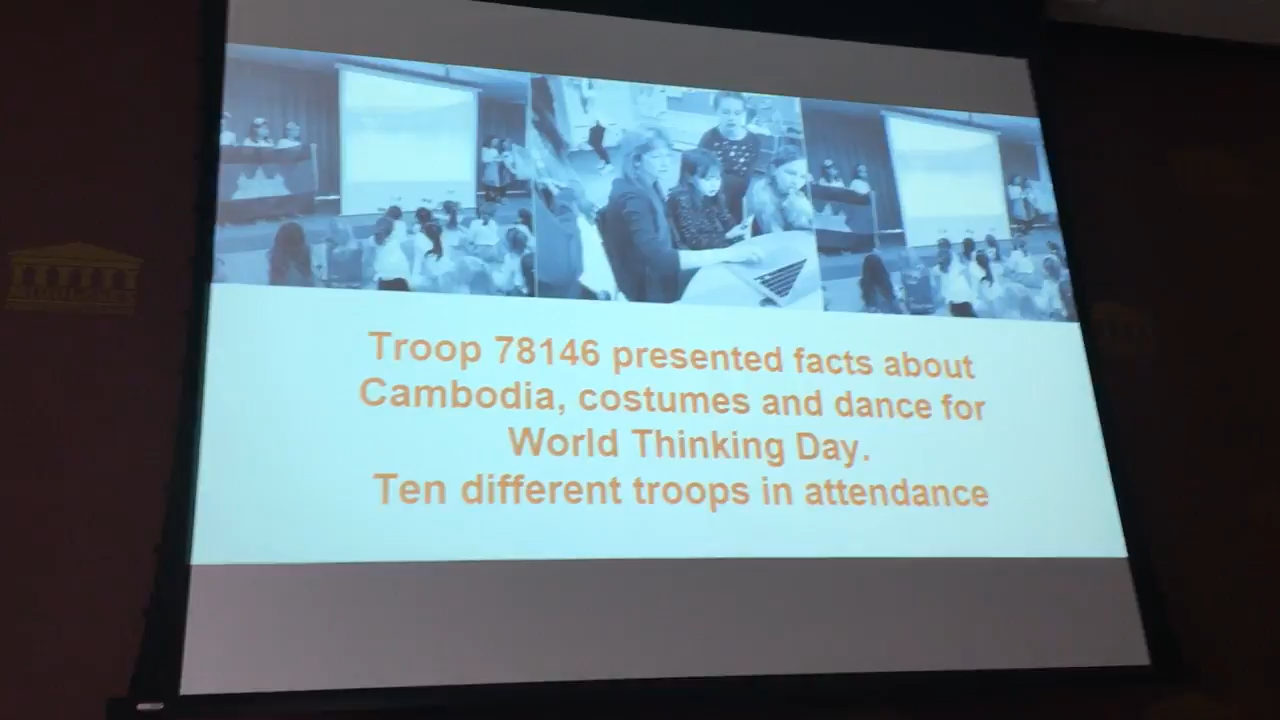 Troop 78146 presented facts about
Cambodia, costumes and dance for
World Thinking Day.
Ten different troops in attendance